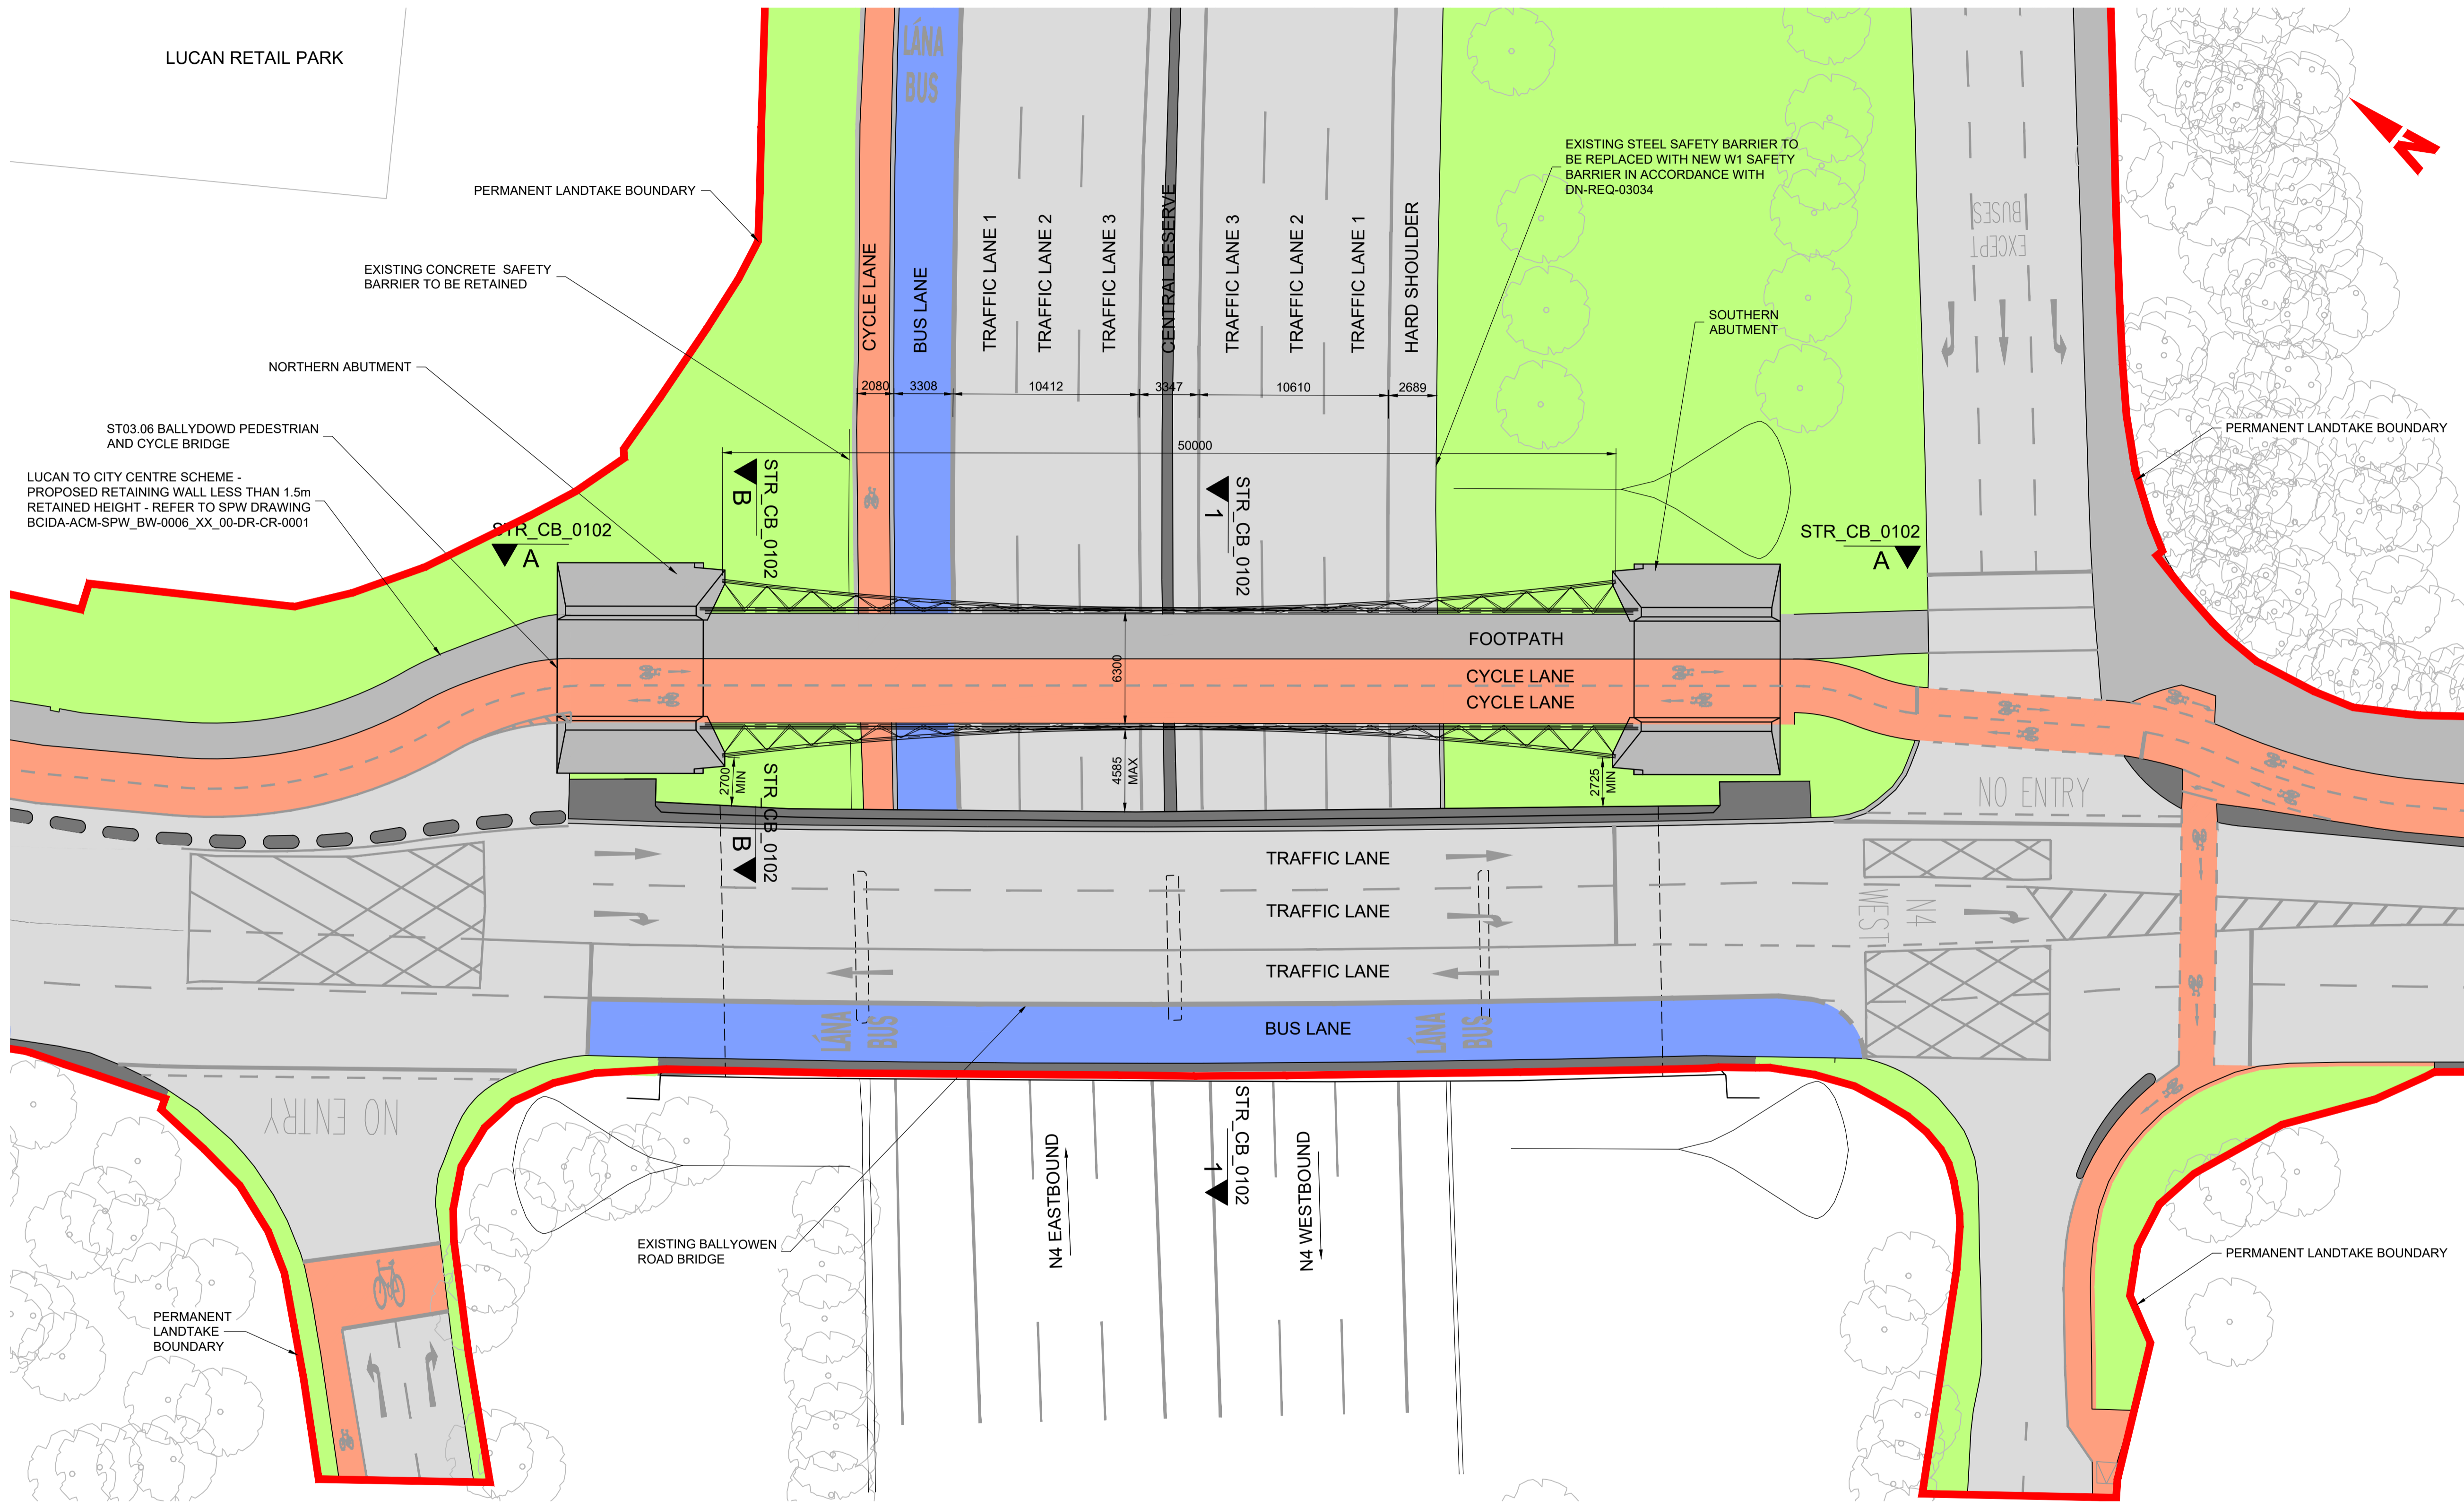 LUCAN RETAIL PARK
LÁNA
BUS
PERMANENT LANDTAKE BOUNDARY
EXISTING STEEL SAFETY BARRIER TO
BE REPLACED WITH NEW W1 SAFETY
BARRIER IN ACCORDANCE WITH
DN-REQ-03034
N
EXISTING CONCRETE  SAFETY
BARRIER TO BE RETAINED
BUSES
EXCEPT
CYCLE LANE
BUS LANE
TRAFFIC LANE 1
TRAFFIC LANE 2
TRAFFIC LANE 3
CENTRAL RESERVE
TRAFFIC LANE 3
TRAFFIC LANE 2
TRAFFIC LANE 1
HARD SHOULDER
SOUTHERN
ABUTMENT
NORTHERN ABUTMENT
2080
3308
10412
3347
10610
2689
ST03.06 BALLYDOWD PEDESTRIAN
AND CYCLE BRIDGE
PERMANENT LANDTAKE BOUNDARY
50000
LUCAN TO CITY CENTRE SCHEME -
PROPOSED RETAINING WALL LESS THAN 1.5m
RETAINED HEIGHT - REFER TO SPW DRAWING
BCIDA-ACM-SPW_BW-0006_XX_00-DR-CR-0001
STR_CB_0102
A
STR_CB_0102
B
STR_CB_0102
1
STR_CB_0102
A
FOOTPATH
6300
CYCLE LANE
CYCLE LANE
2700
MIN
4585
MAX
2725
MIN
STR_CB_0102
B
NO ENTRY
TRAFFIC LANE
TRAFFIC LANE
N4
WEST
TRAFFIC LANE
LÁNA
BUS
BUS LANE
LÁNA
BUS
NO ENTRY
STR_CB_0102
1
N4 EASTBOUND
N4 WESTBOUND
EXISTING BALLYOWEN
ROAD BRIDGE
PERMANENT LANDTAKE BOUNDARY
PERMANENT
LANDTAKE
BOUNDARY